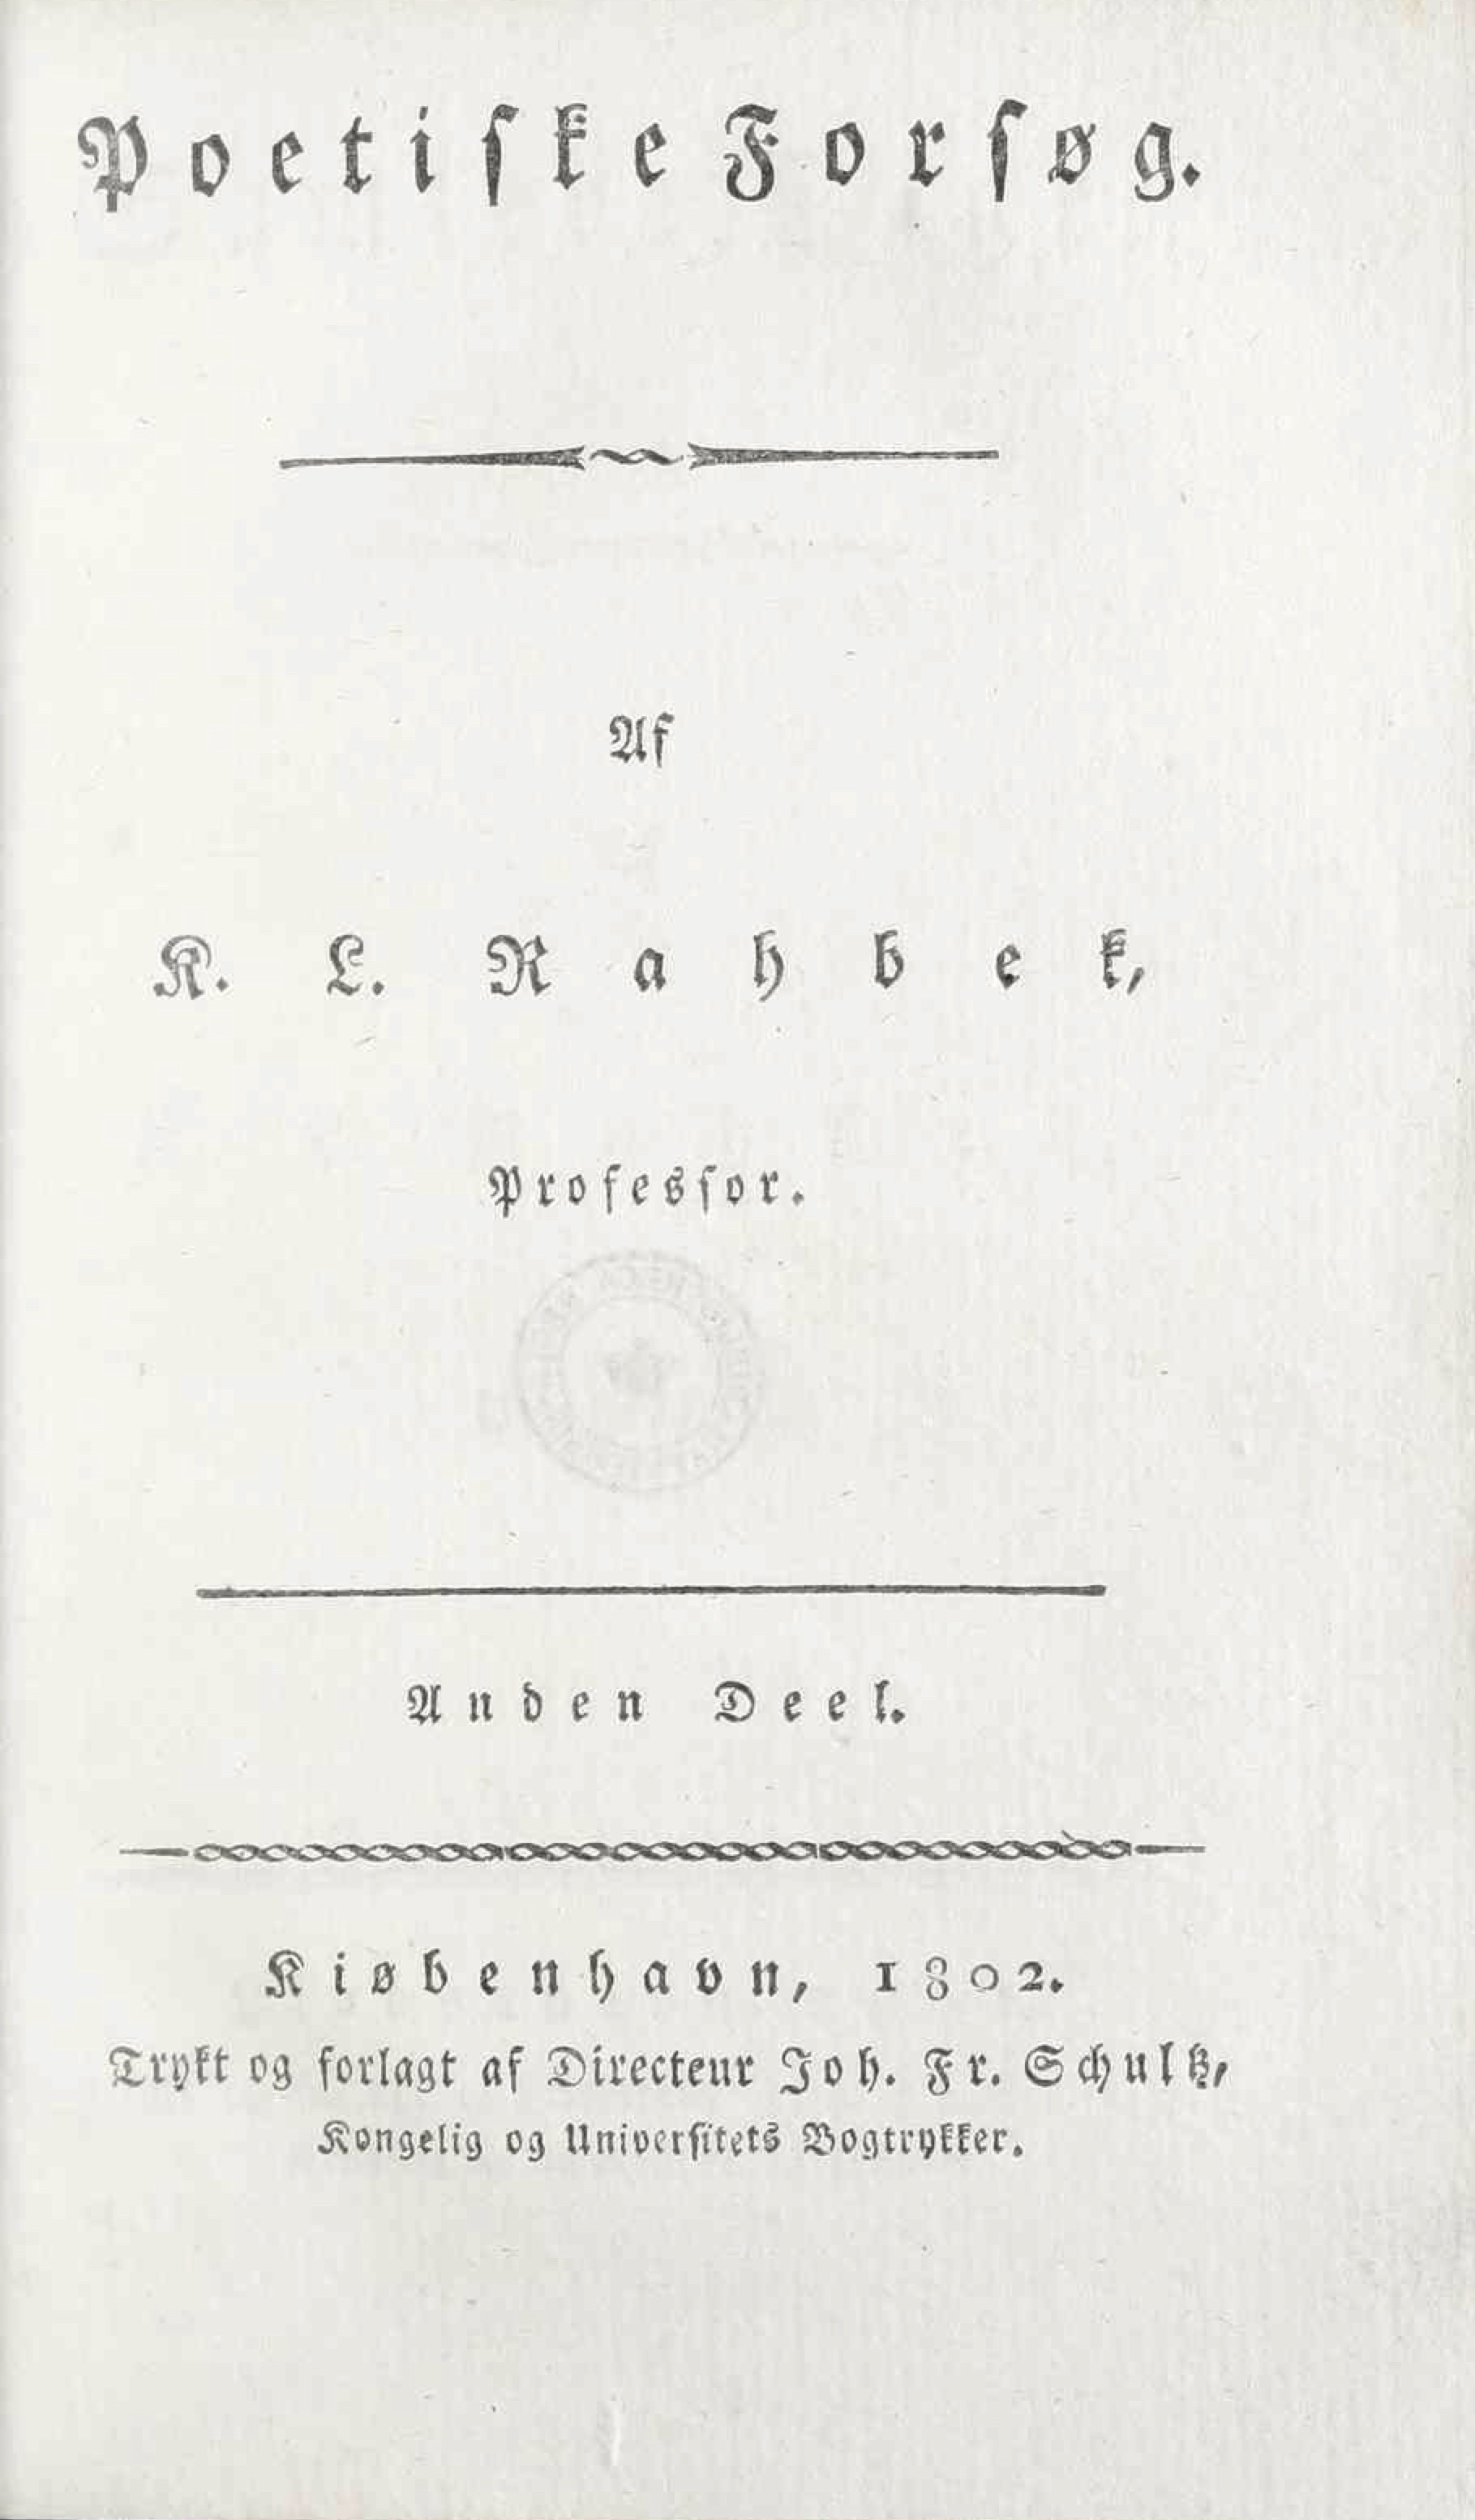 Poetiske Forsøg.
Af
K. L. Rahbek,
Professor.
Anden Deel.
Kiøbenhavn, 1802.
Trykt og forlagt af Directeur Joh. Fr. Schultz,
Kongelig og Universitets Bogtrykker.